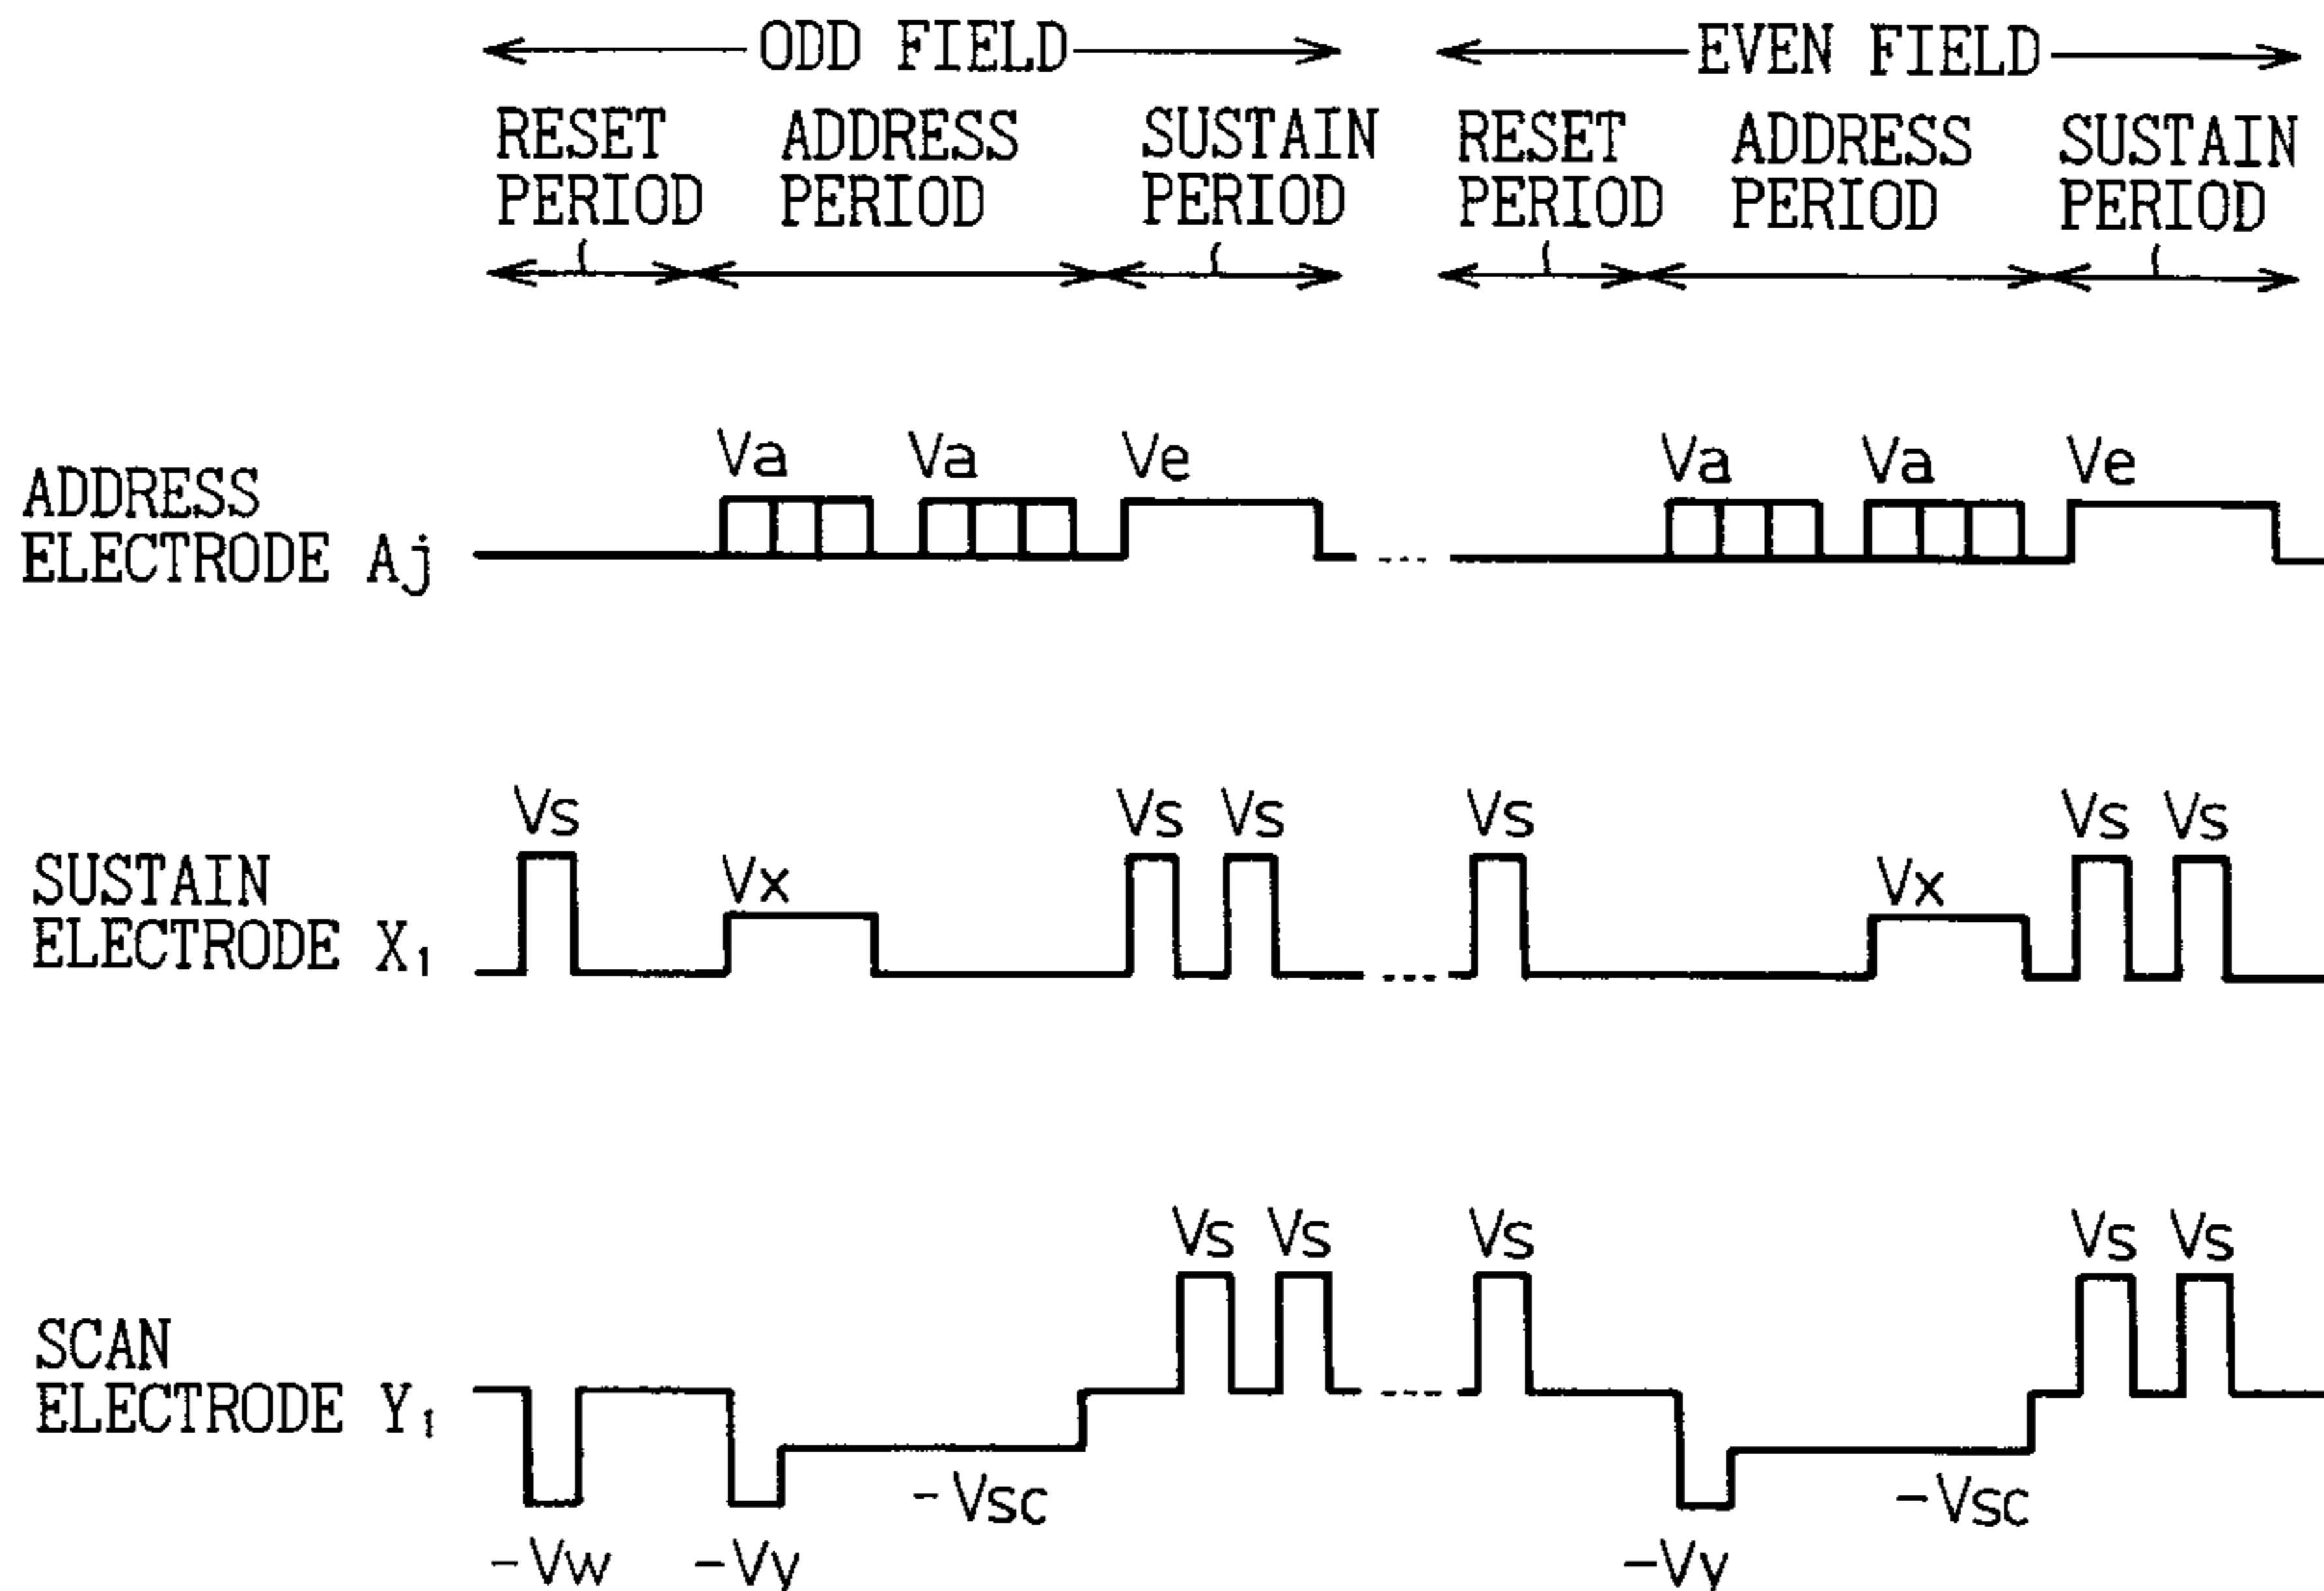 ODD FIELD EVEN FIELD
RESET ADDRESS SUSTAIN RESET ADDRESS SUSTAIN
PERIOD PERIOD PERIOD PERIOD PERIOD PERIOD
Va Va Ve Va Va Ve
ADDRESS
ELECTRODE Aj
Vs Vs Vs Vs Vs Vs
Vx Vx
SUSTAIN
ELECTRODE X₁
Vs Vs Vs Vs Vs
SCAN
ELECTRODE Y₁
-Vsc -Vsc
-Vw -Vy -Vy